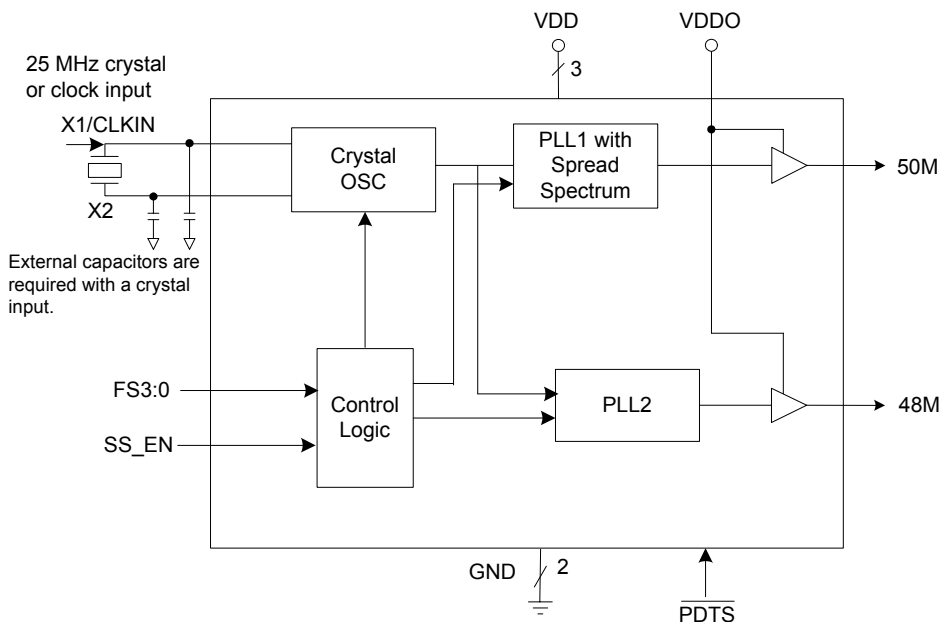 VDD
VDDO
3
25 MHz crystal
or clock input
X1/CLKIN
X2
External capacitors are
required with a crystal
input.
Crystal
OSC
PLL1 with
Spread
Spectrum
50M
FS3:0
SS_EN
Control
Logic
PLL2
48M
GND
2
PDTS